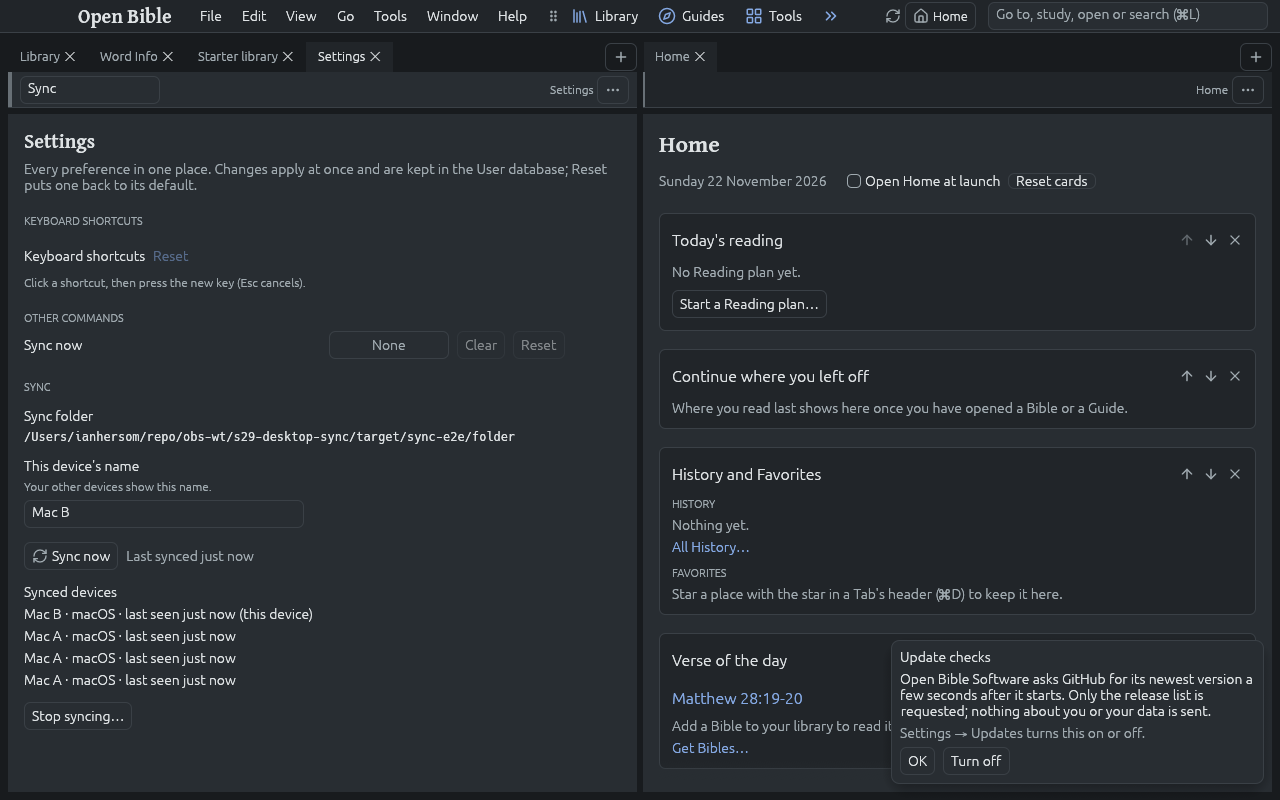 Open Bible File Edit View Go Tools Window Help Library Guides Tools Home Go to, study, open or search (⌘L)
Library Word Info Starter library Settings
Home
Sync Settings
Home
Settings
Every preference in one place. Changes apply at once and are kept in the User database; Reset
puts one back to its default.
KEYBOARD SHORTCUTS
Keyboard shortcuts Reset
Click a shortcut, then press the new key (Esc cancels).
OTHER COMMANDS
Sync now None Clear Reset
SYNC
Sync folder
/Users/ianhersom/repo/obs-wt/s29-desktop-sync/target/sync-e2e/folder
This device's name
Your other devices show this name.
Mac B
Sync now Last synced just now
Synced devices
Mac B · macOS · last seen just now (this device)
Mac A · macOS · last seen just now
Mac A · macOS · last seen just now
Mac A · macOS · last seen just now
Stop syncing…
Home
Sunday 22 November 2026 Open Home at launch Reset cards
Today's reading
No Reading plan yet.
Start a Reading plan…
Continue where you left off
Where you read last shows here once you have opened a Bible or a Guide.
History and Favorites
HISTORY
Nothing yet.
All History…
FAVORITES
Star a place with the star in a Tab's header (⌘D) to keep it here.
Verse of the day
Matthew 28:19-20
Add a Bible to your library to read it
Get Bibles…
Update checks
Open Bible Software asks GitHub for its newest version a
few seconds after it starts. Only the release list is
requested; nothing about you or your data is sent.
Settings → Updates turns this on or off.
OK Turn off